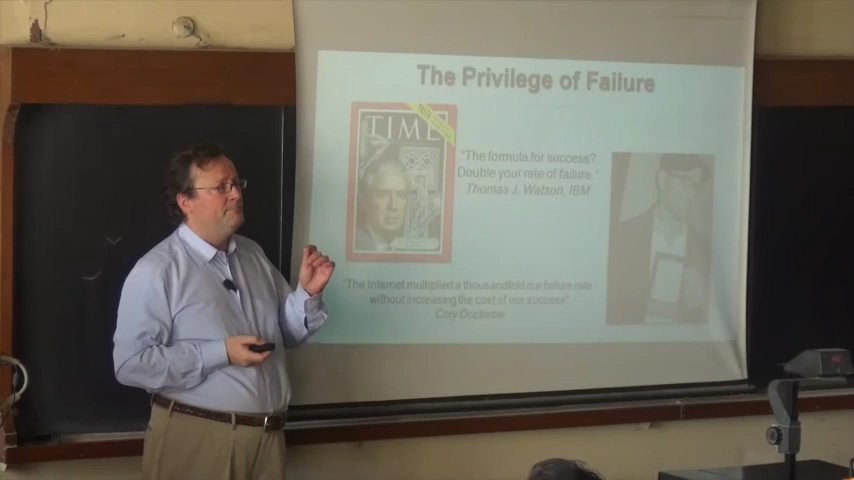 The Privilege of Failure
TIME
"The formula for success?
Double your rate of failure."
Thomas J. Watson, IBM
"The Internet multiplied a thousandfold our failure rate,
without increasing the cost of our success"
Cory Doctorow